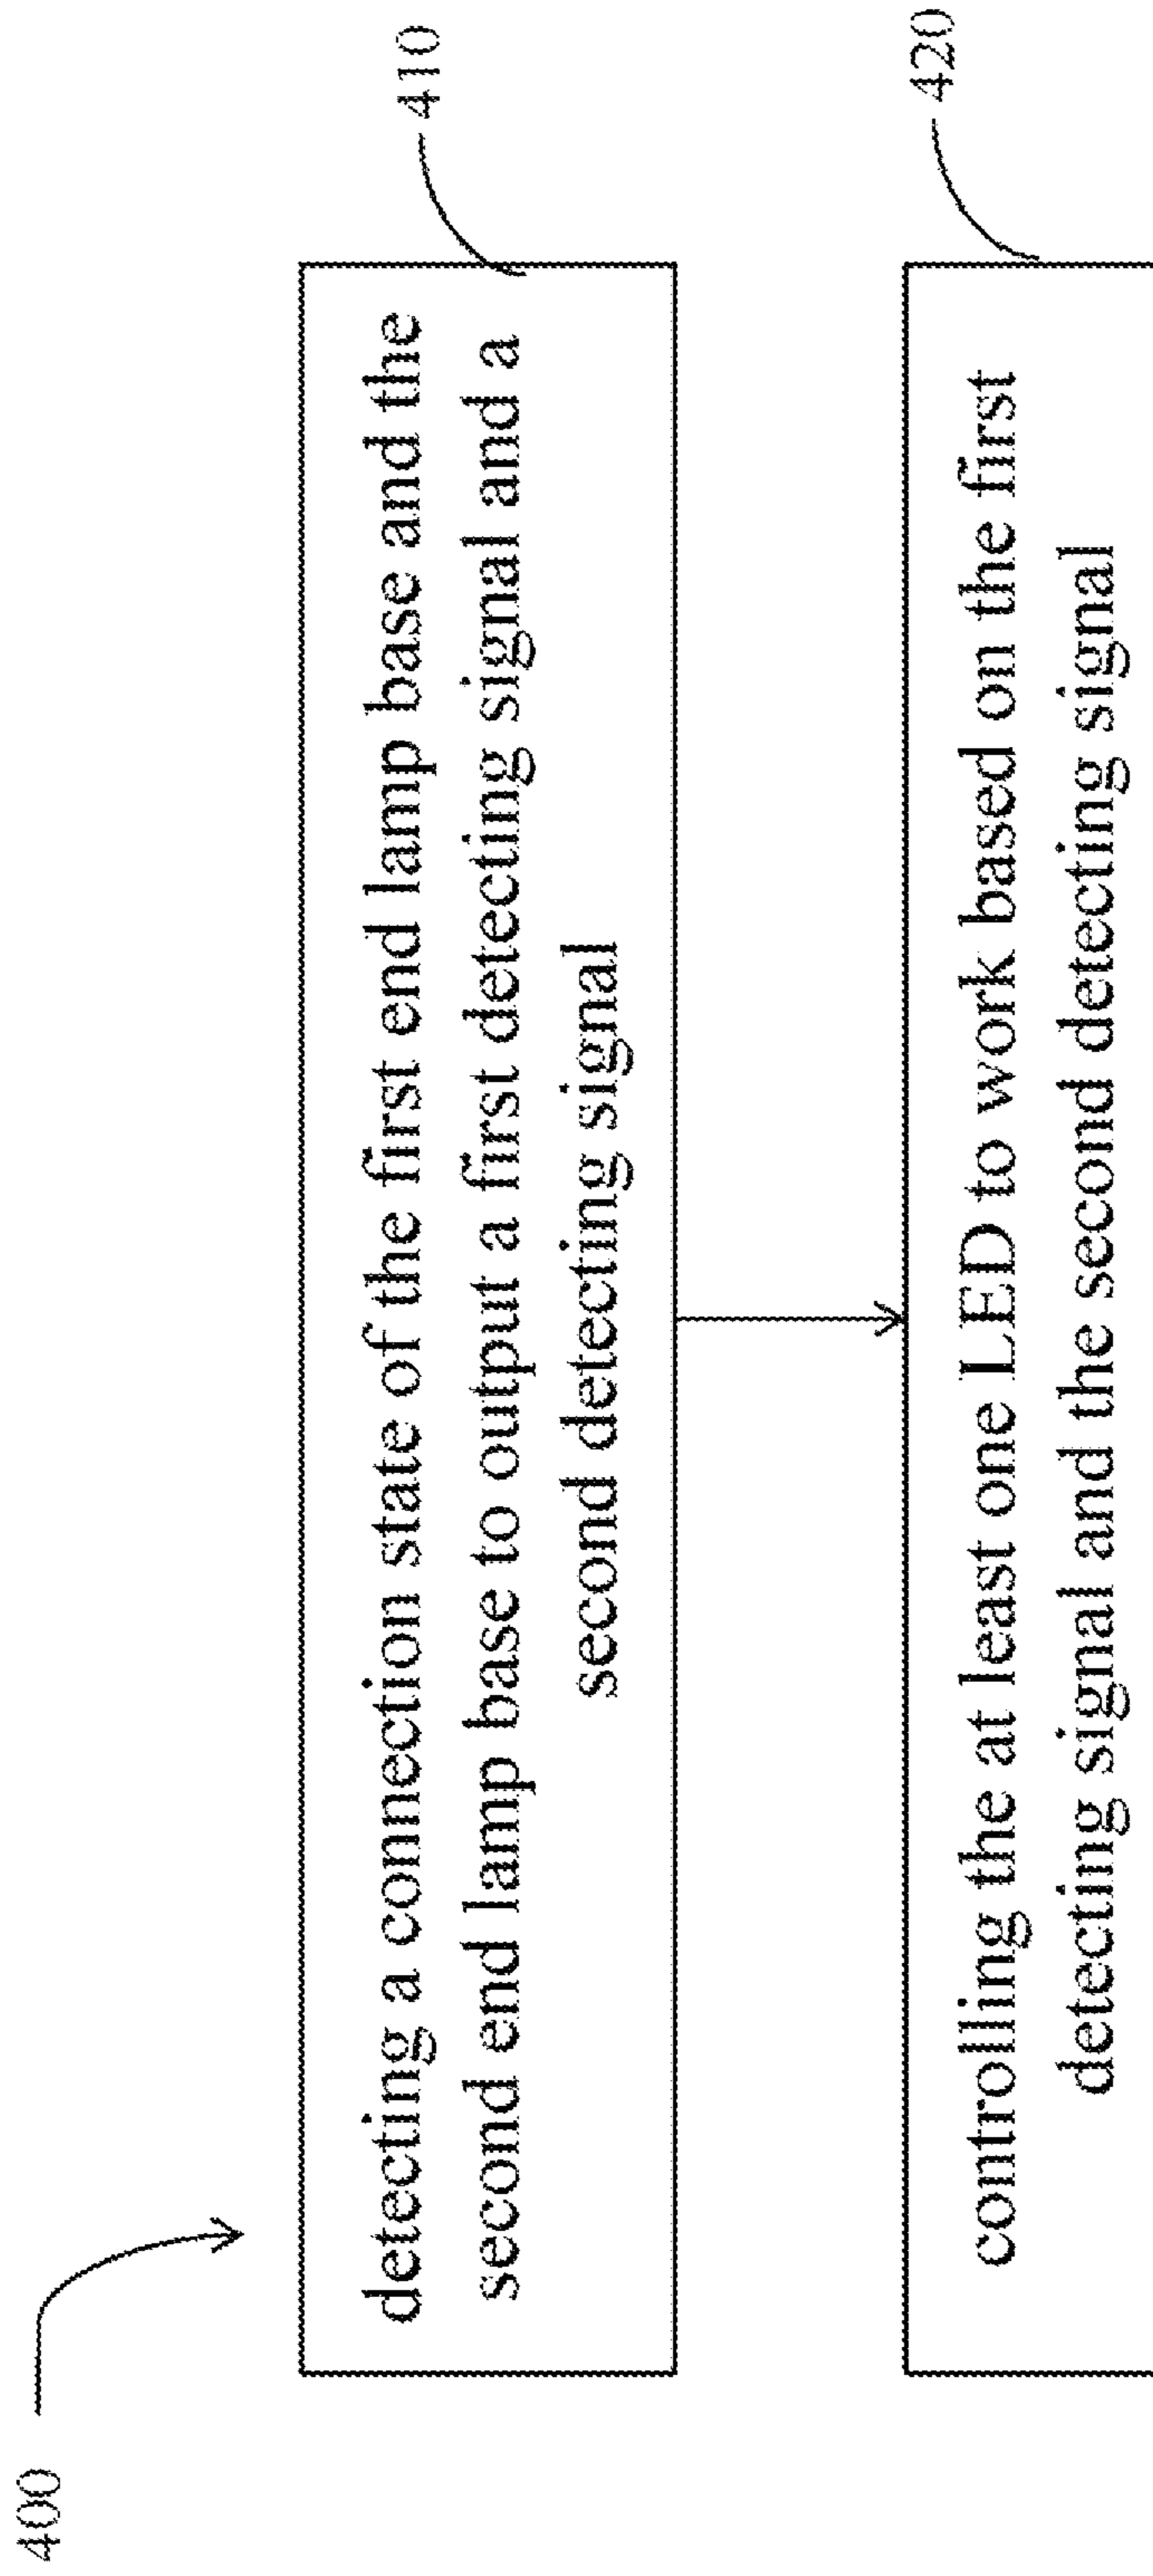 400
detecting a connection state of the first end lamp base and the
second end lamp base to output a first detecting signal and a
second detecting signal
410
controlling the at least one LED to work based on the first
detecting signal and the second detecting signal
420